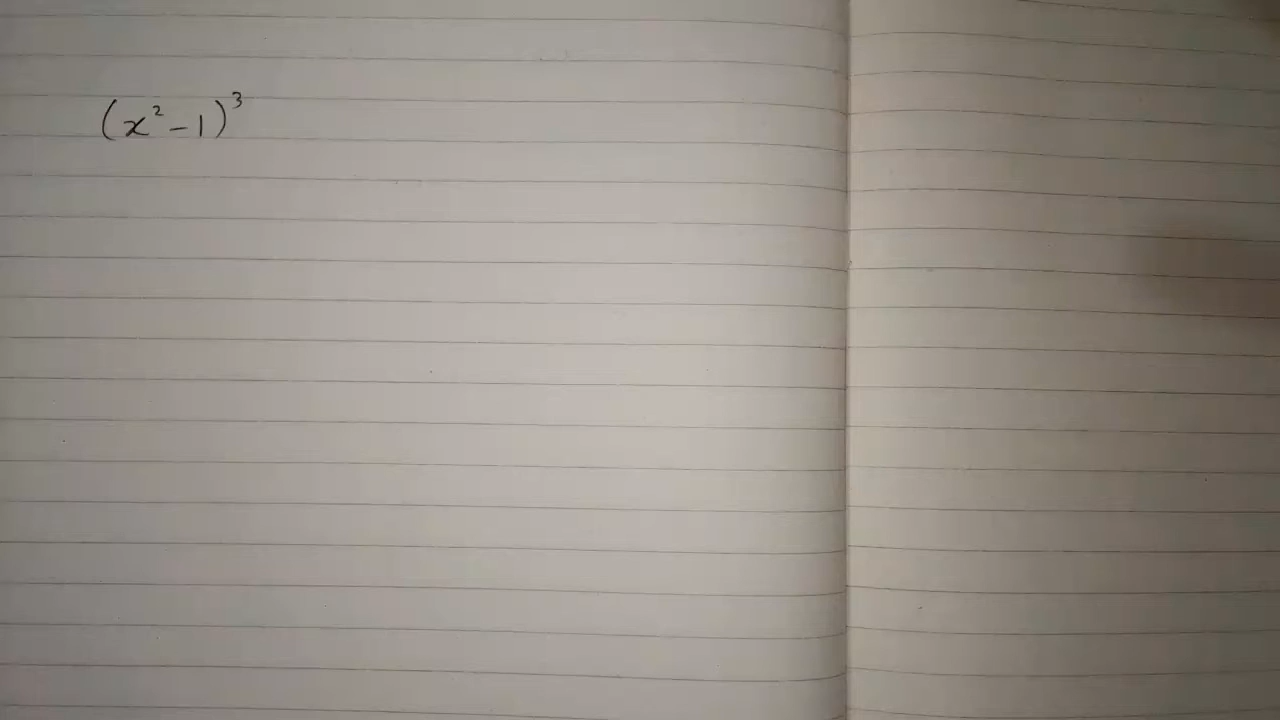 (x² - 1)³